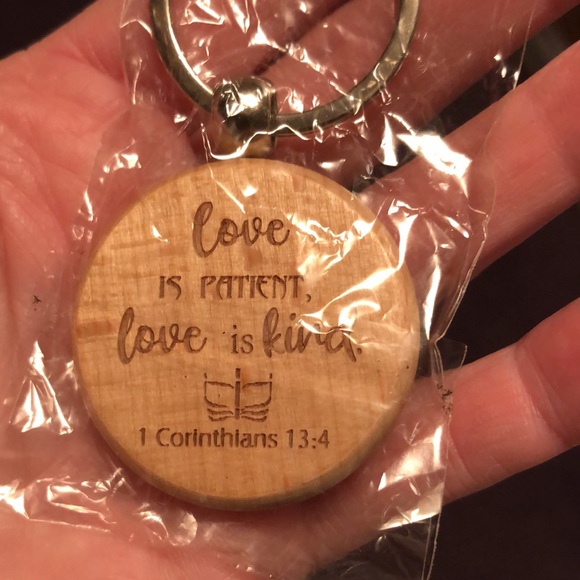 love
IS PATIENT,
love is kind.
1 Corinthians 13:4